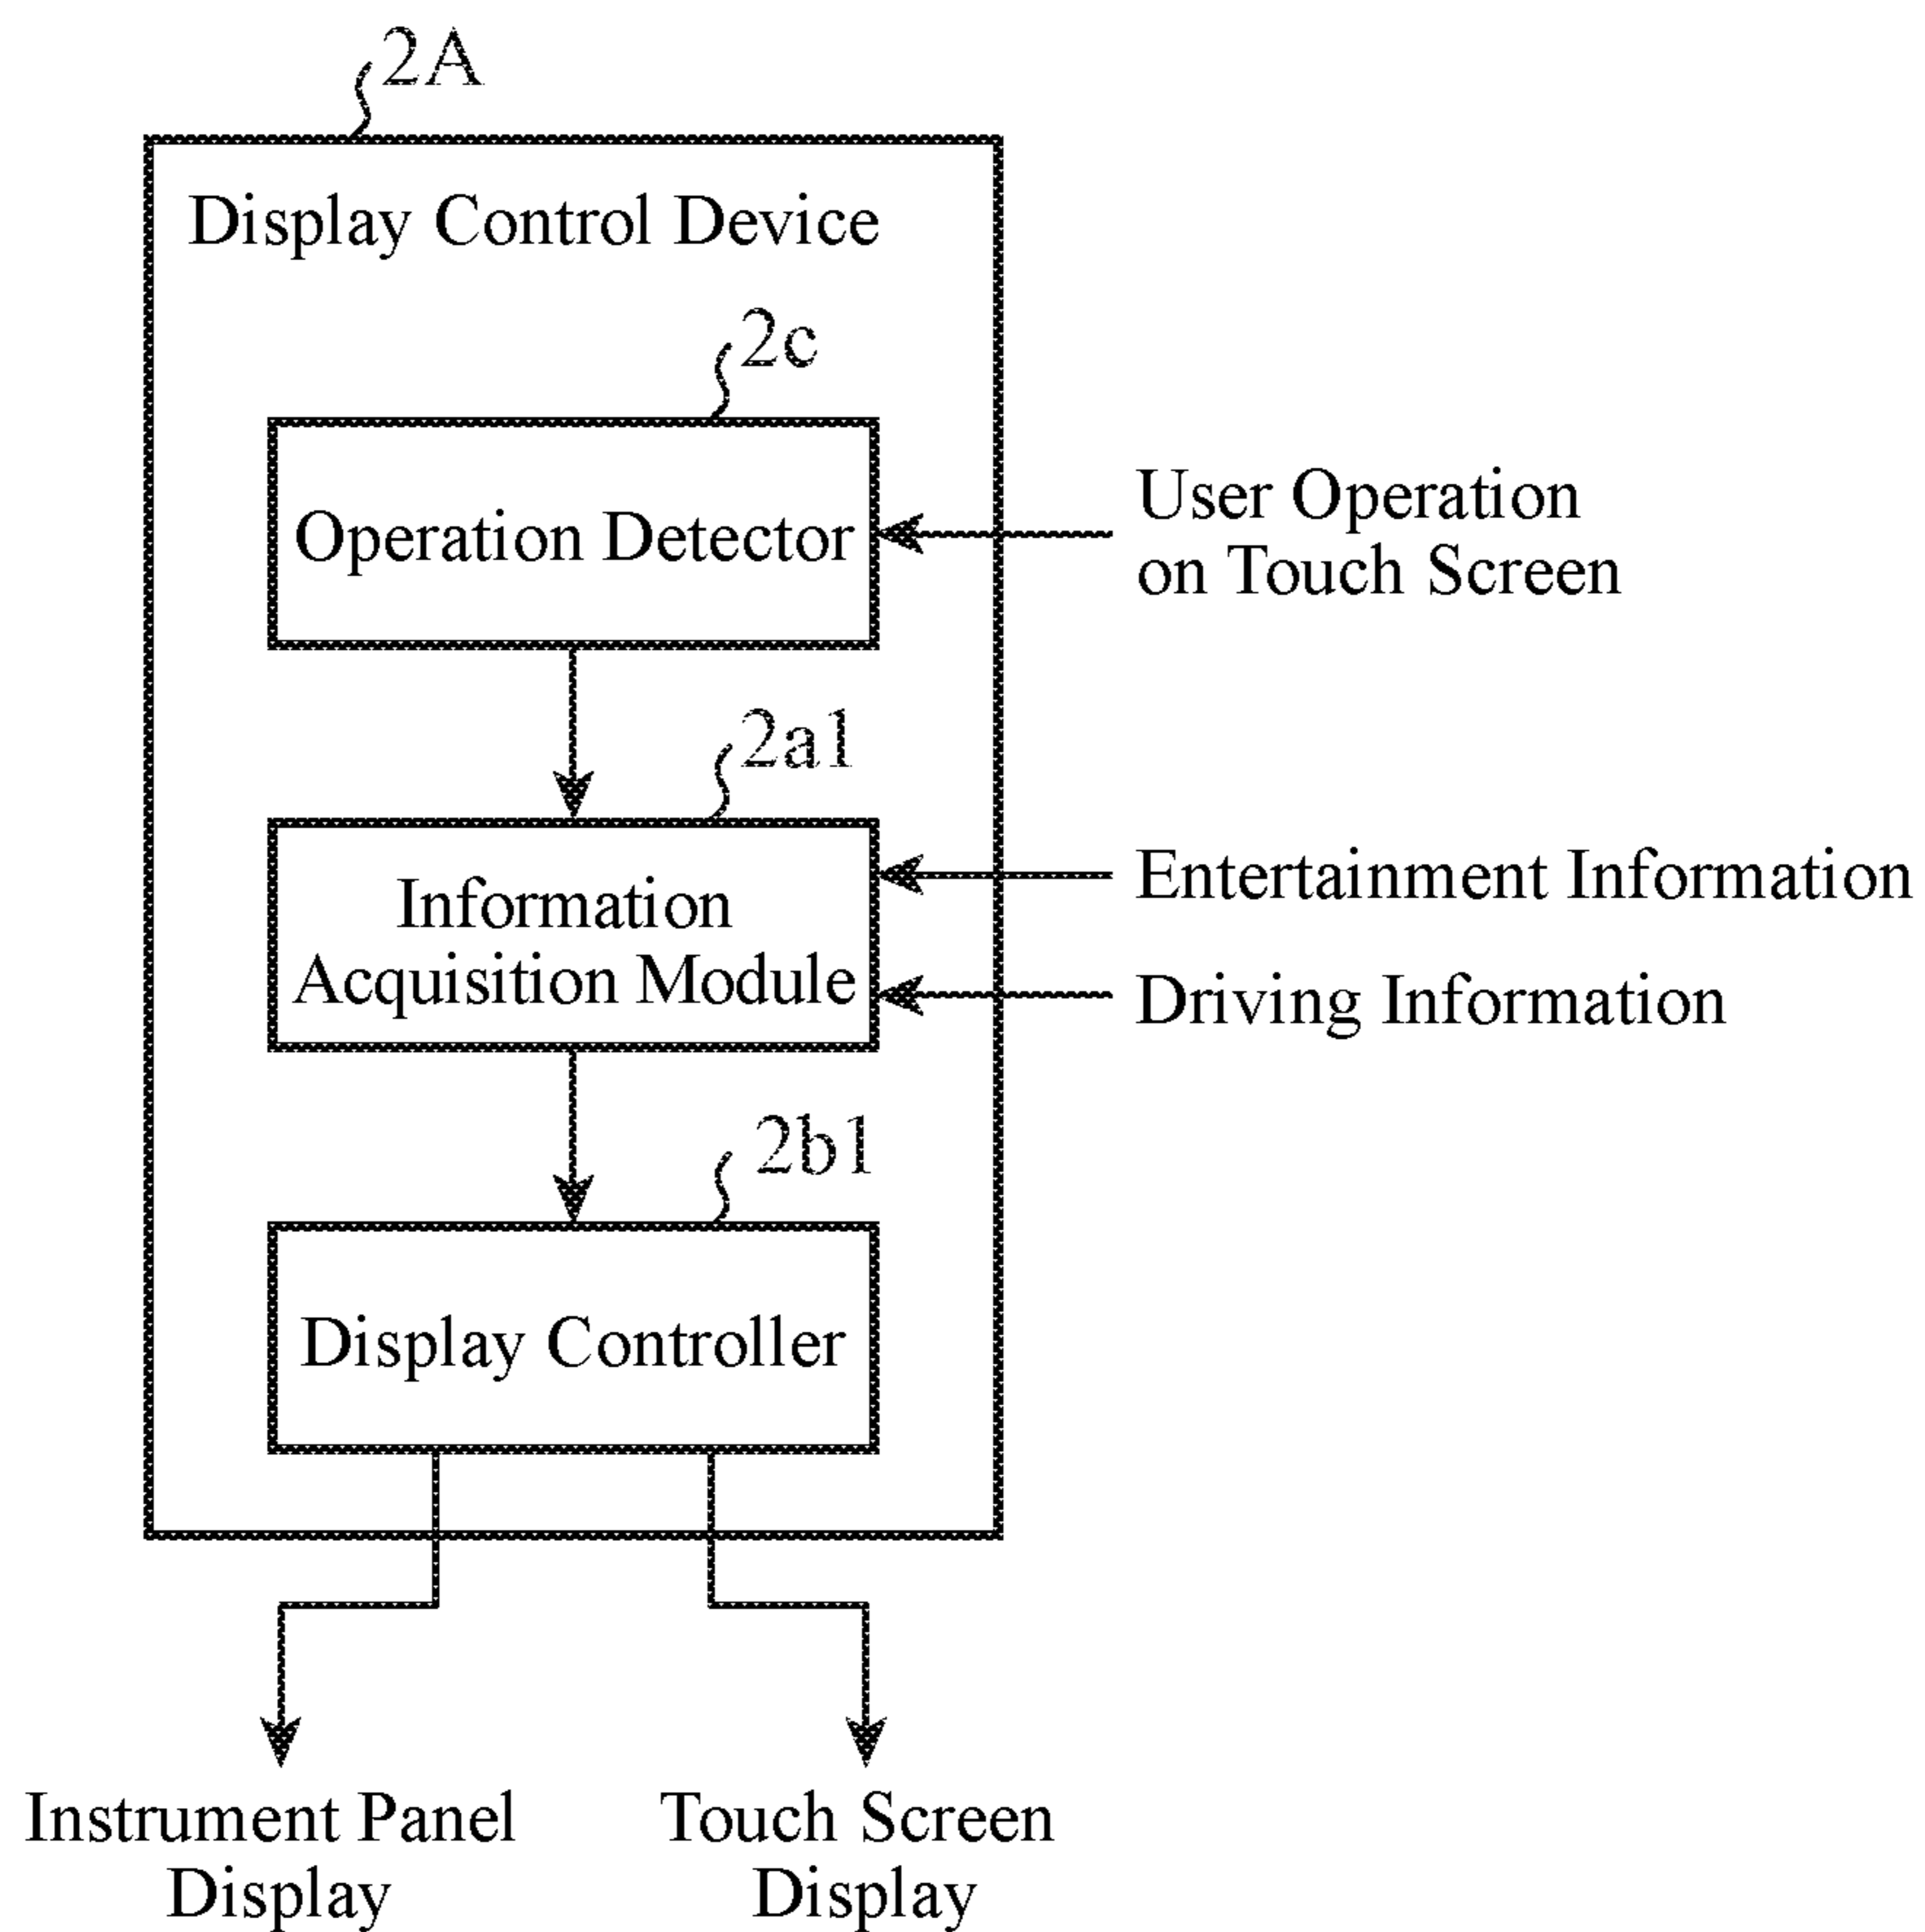 2A
Display Control Device
2c
Operation Detector
User Operation
on Touch Screen
2a1
Information
Acquisition Module
Entertainment Information
Driving Information
2b1
Display Controller
Instrument Panel
Display
Touch Screen
Display